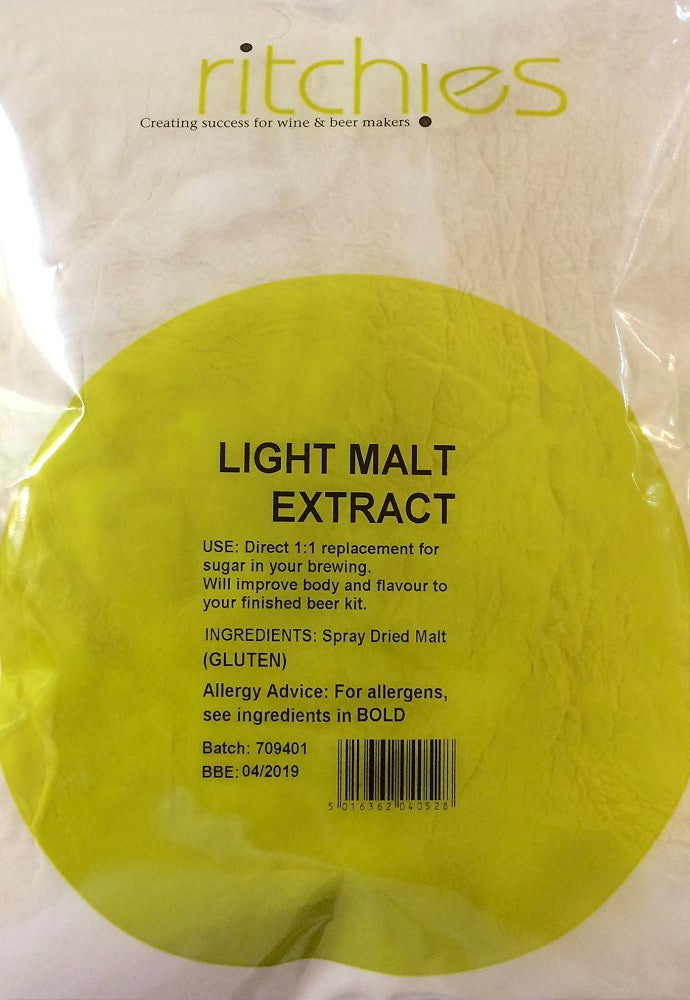 ritchies
Creating success for wine & beer makers
LIGHT MALT
EXTRACT
USE: Direct 1:1 replacement for
sugar in your brewing.
Will improve body and flavour to
your finished beer kit.
INGREDIENTS: Spray Dried Malt
(GLUTEN)
Allergy Advice: For allergens,
see ingredients in BOLD
Batch: 709401
BBE: 04/2019
5 016362 040528